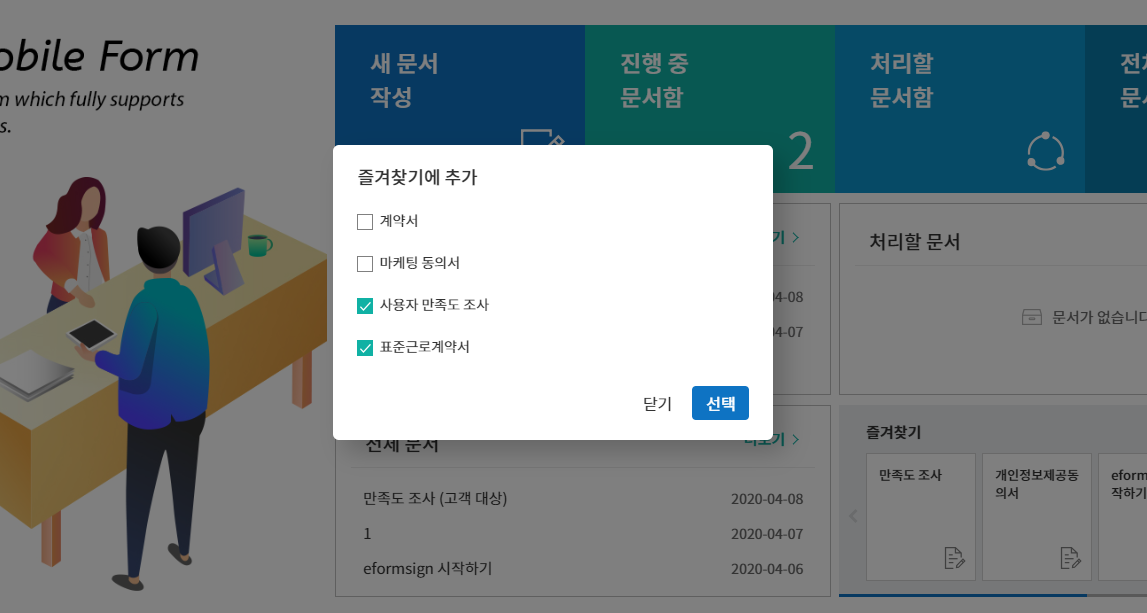 obile Form
which fully supports
s.
새 문서
작성
진행 중
문서함
2
처리할
문서함
문서
즐겨찾기에 추가
계약서
마케팅 동의서
사용자 만족도 조사
표준근로계약서
닫기
선택
기 >
04-08
04-07
처리할 문서
문서가 없습니다
전체 문서
더보기 >
만족도 조사 (고객 대상)
2020-04-08
1
2020-04-07
eformsign 시작하기
2020-04-06
즐겨찾기
만족도 조사
개인정보제공동
의서
eform
작하기